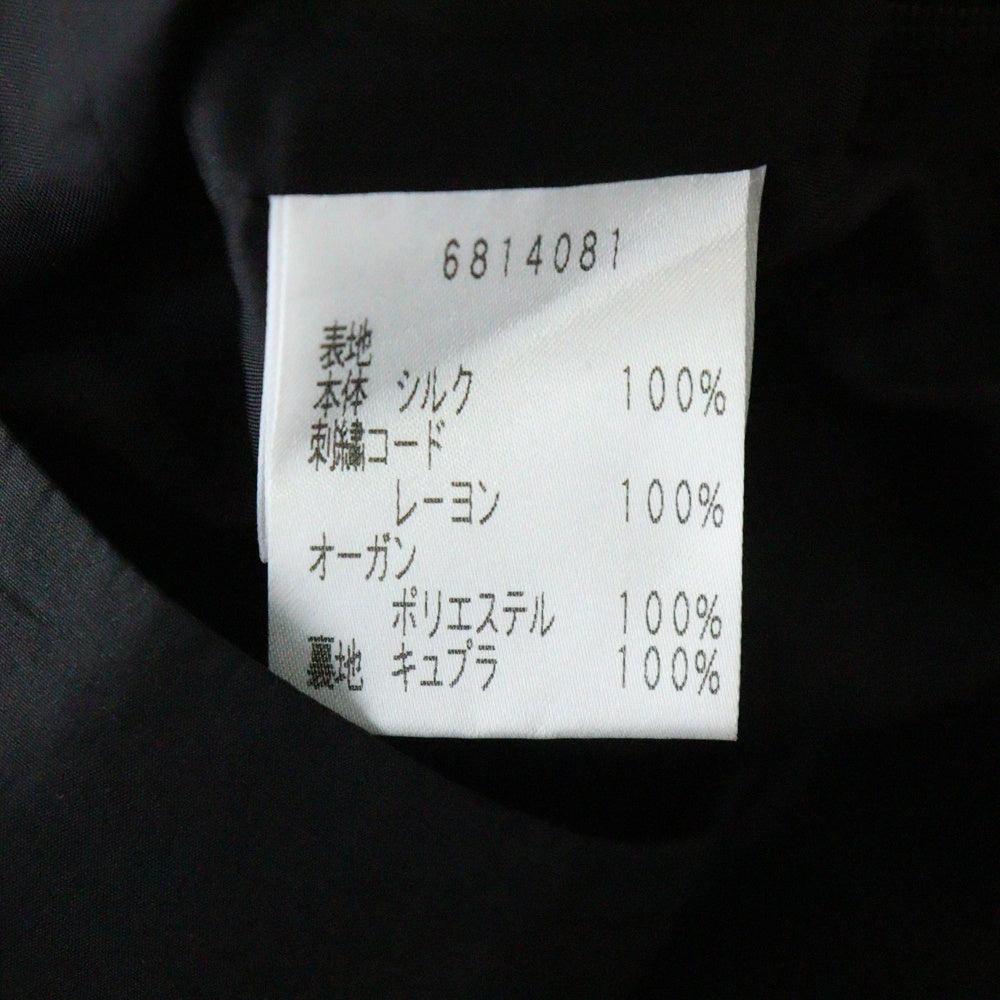 6814081
表地
本体 シルク 100%
刺繍コード
レーヨン 100%
オーガン
ポリエステル 100%
裏地 キュプラ 100%